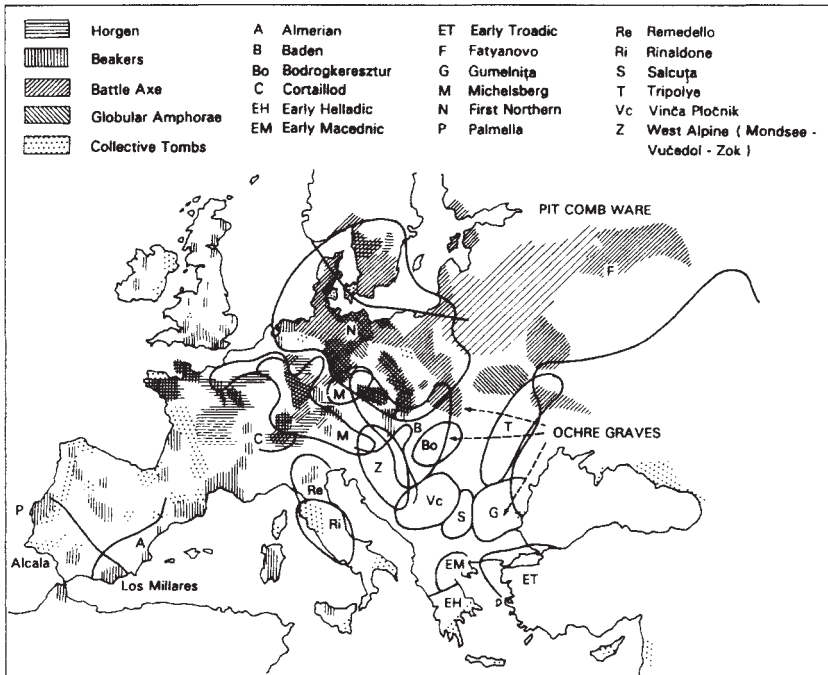 Horgen
Beakers
Battle Axe
Globular Amphorae
Collective Tombs
A Almerian
B Baden
Bo Bodrogkeresztur
C Cortaillod
EH Early Helladic
EM Early Macednic
ET Early Troadic
F Fatyanovo
G Gumelniţa
M Michelsberg
N First Northern
P Palmella
Re Remedello
Ri Rinaldone
S Salcuţa
T Tripolye
Vc Vinča Pločnik
Z West Alpine ( Mondsee -
Vučedol - Zok )
PIT COMB WARE
F
N
M
B
T
C
M
Bo
OCHRE GRAVES
Z
Re
Vc
P
S
G
Ri
A
Alcala
EM
Los Millares
ET
EH